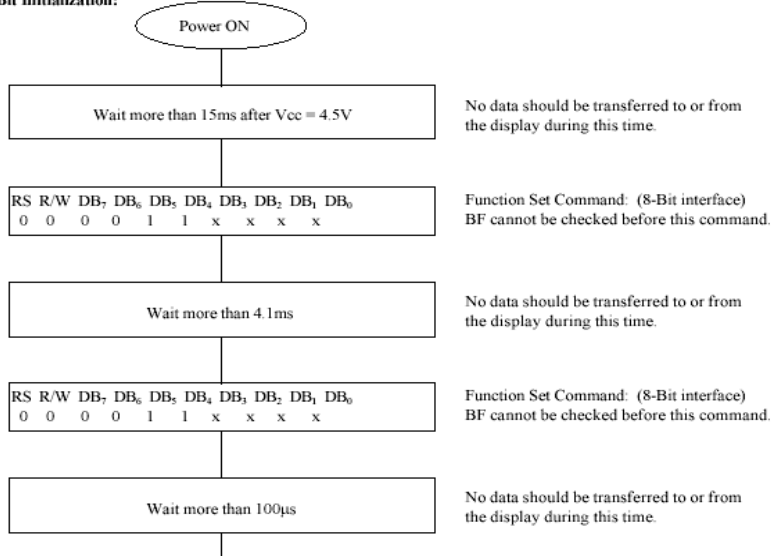 Bit Initialization:
Power ON
Wait more than 15ms after Vcc = 4.5V
No data should be transferred to or from
the display during this time.
RS R/W DB₇ DB₆ DB₅ DB₄ DB₃ DB₂ DB₁ DB₀
0 0 0 0 1 1 x x x x
Function Set Command: (8-Bit interface)
BF cannot be checked before this command.
Wait more than 4.1ms
No data should be transferred to or from
the display during this time.
RS R/W DB₇ DB₆ DB₅ DB₄ DB₃ DB₂ DB₁ DB₀
0 0 0 0 1 1 x x x x
Function Set Command: (8-Bit interface)
BF cannot be checked before this command.
Wait more than 100µs
No data should be transferred to or from
the display during this time.